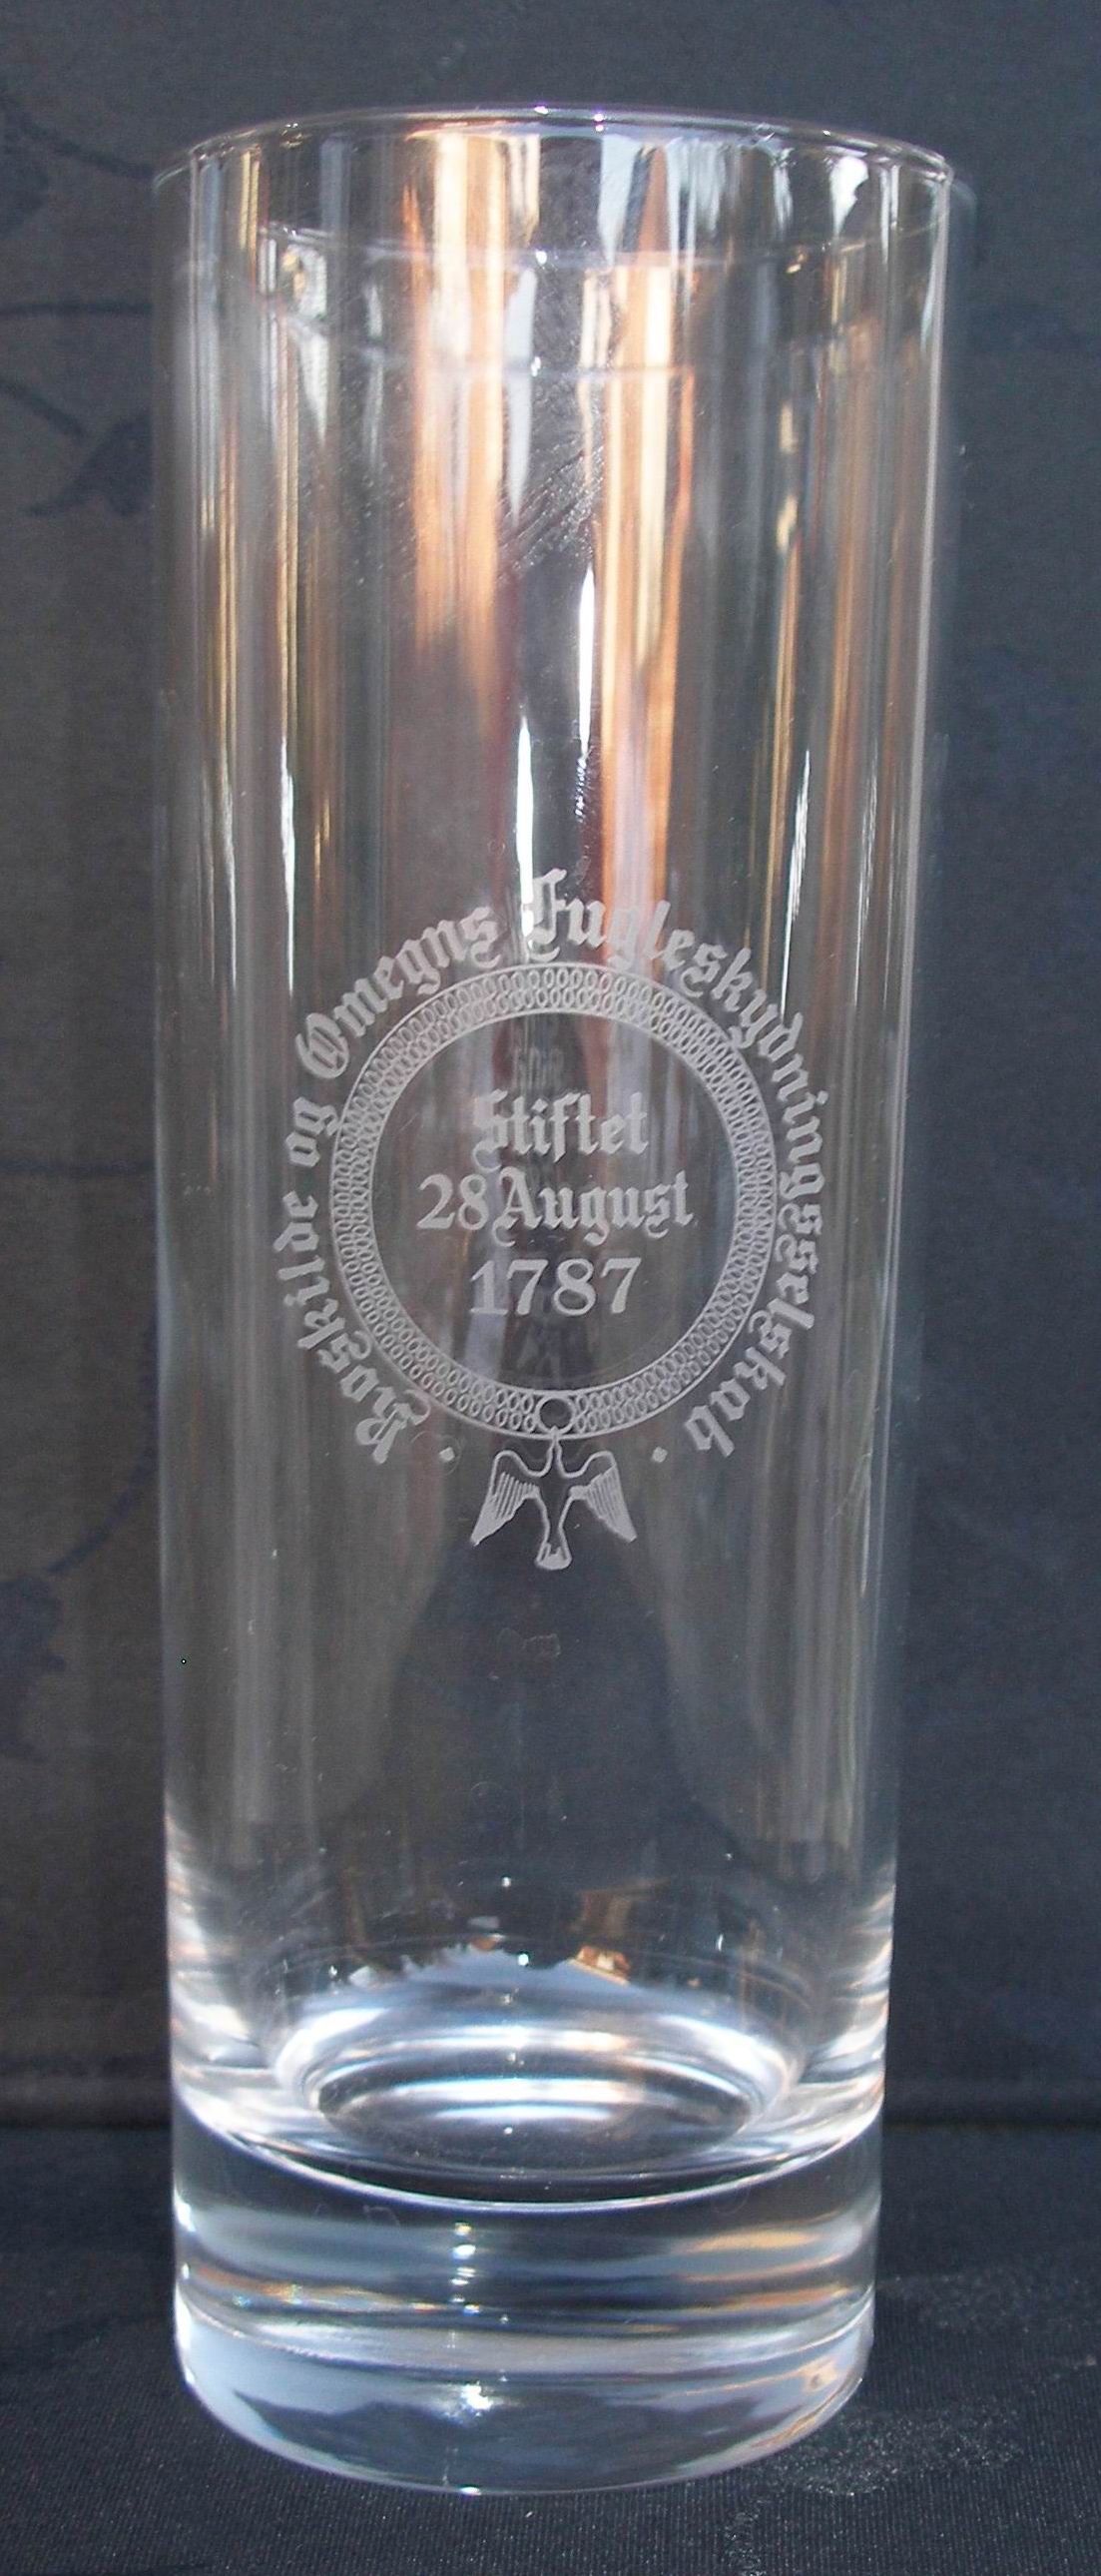 Roskilde og Omegns Fugleskydningsselskab
Stiftet
28 August
1787